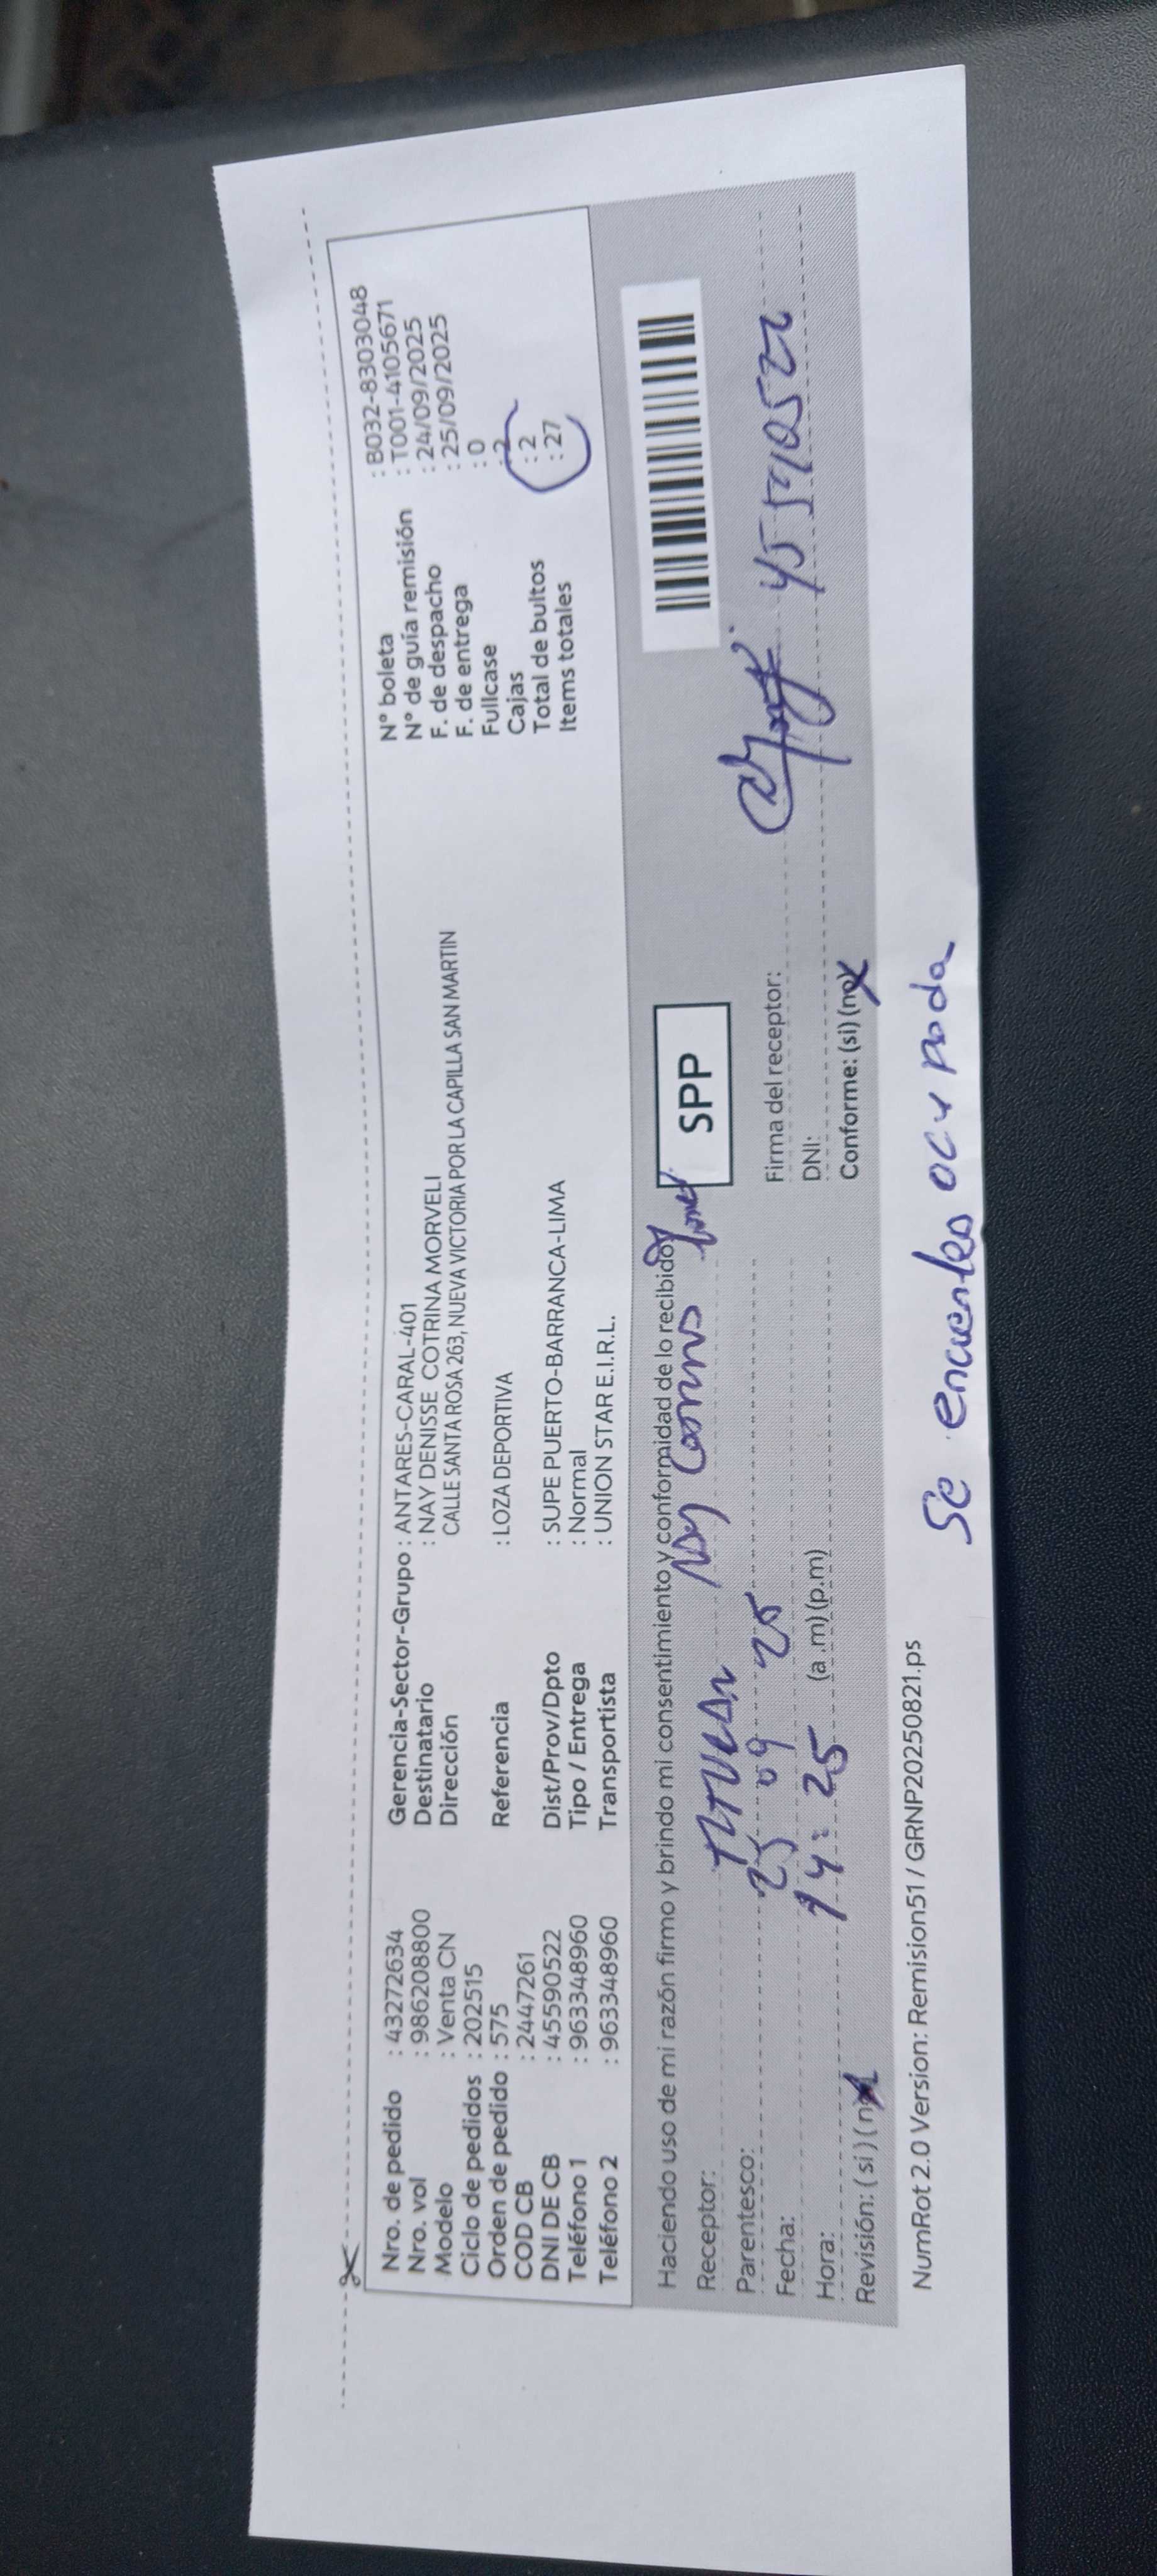 Nro. de pedido : 43272634
Nro. vol : 986208800
Modelo : Venta CN
Ciclo de pedidos : 202515
Orden de pedido : 575
COD CB : 2447261
DNI DE CB : 45590522
Teléfono 1 : 963348960
Teléfono 2 : 963348960
Gerencia-Sector-Grupo : ANTARES-CARAL-401
Destinatario : NAY DENISSE COTRINA MORVELI
Dirección CALLE SANTA ROSA 263, NUEVA VICTORIA POR LA CAPILLA SAN MARTIN
Referencia : LOZA DEPORTIVA
Dist/Prov/Dpto : SUPE PUERTO-BARRANCA-LIMA
Tipo / Entrega : Normal
Transportista : UNION STAR E.I.R.L.
N° boleta : B032-8303048
N° de guía remisión : T001-4105671
F. de despacho : 24/09/2025
F. de entrega : 25/09/2025
Fullcase : 0
Cajas : 2
Total de bultos : 2
Items totales : 27
Haciendo uso de mi razón firmo y brindo mi consentimiento y conformidad de lo recibido
SPP
Receptor: Nay
Parentesco: TITULAR
Fecha: 25 09 25
Hora: 14:25 (a.m) (p.m)
Revisión: (si) (no)
Firma del receptor:
DNI: 45590522
Conforme: (si) (no)
NumRot 2.0 Version: Remision51 / GRNP20250821.ps
Se encuentra ocupada